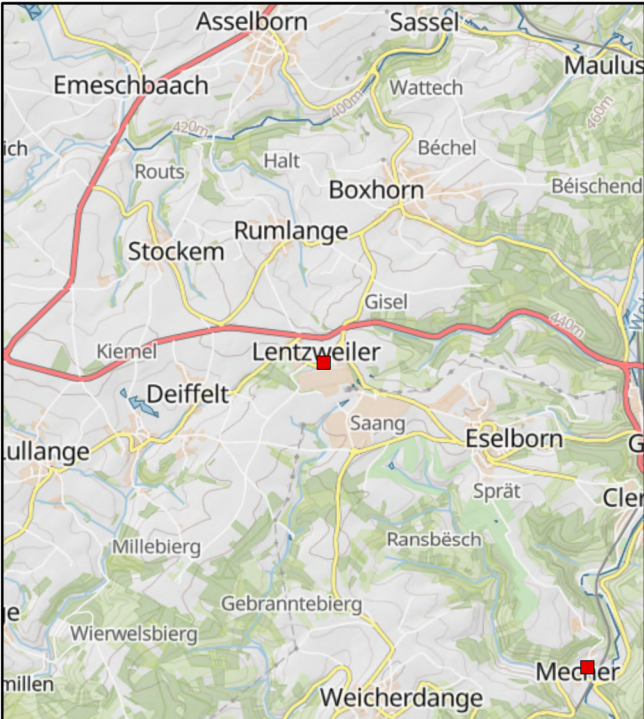 Asselborn
Sassel
Maulus
Emeschbaach
Wattech
400m
460m
420m
ich
Béchel
Halt
Routs
Boxhorn
Béischend
Rumlange
Stockem
Gisel
440m
Kiemel
Lentzweiler
Deiffelt
Saang
Eselborn
G
ullange
Sprät
Cler
Ransbësch
Millebierg
Gebranntebierg
ge
Wierwelsbierg
Mecher
millen
Weicherdange